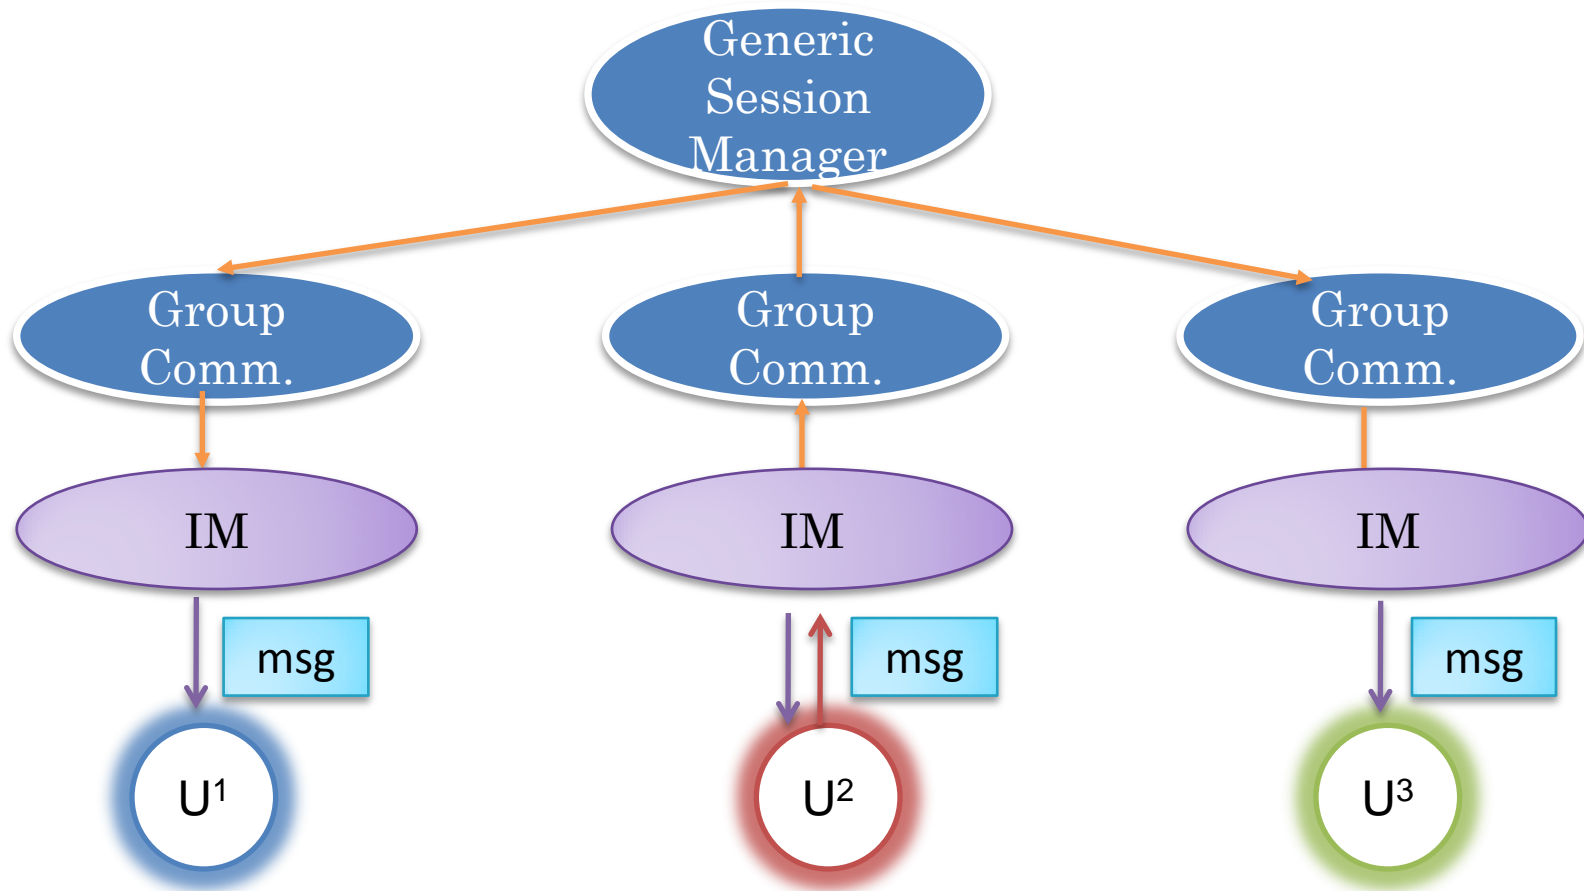 Generic
Session
Manager
Group
Comm.
Group
Comm.
Group
Comm.
IM
IM
IM
msg
msg
msg
U¹
U²
U³